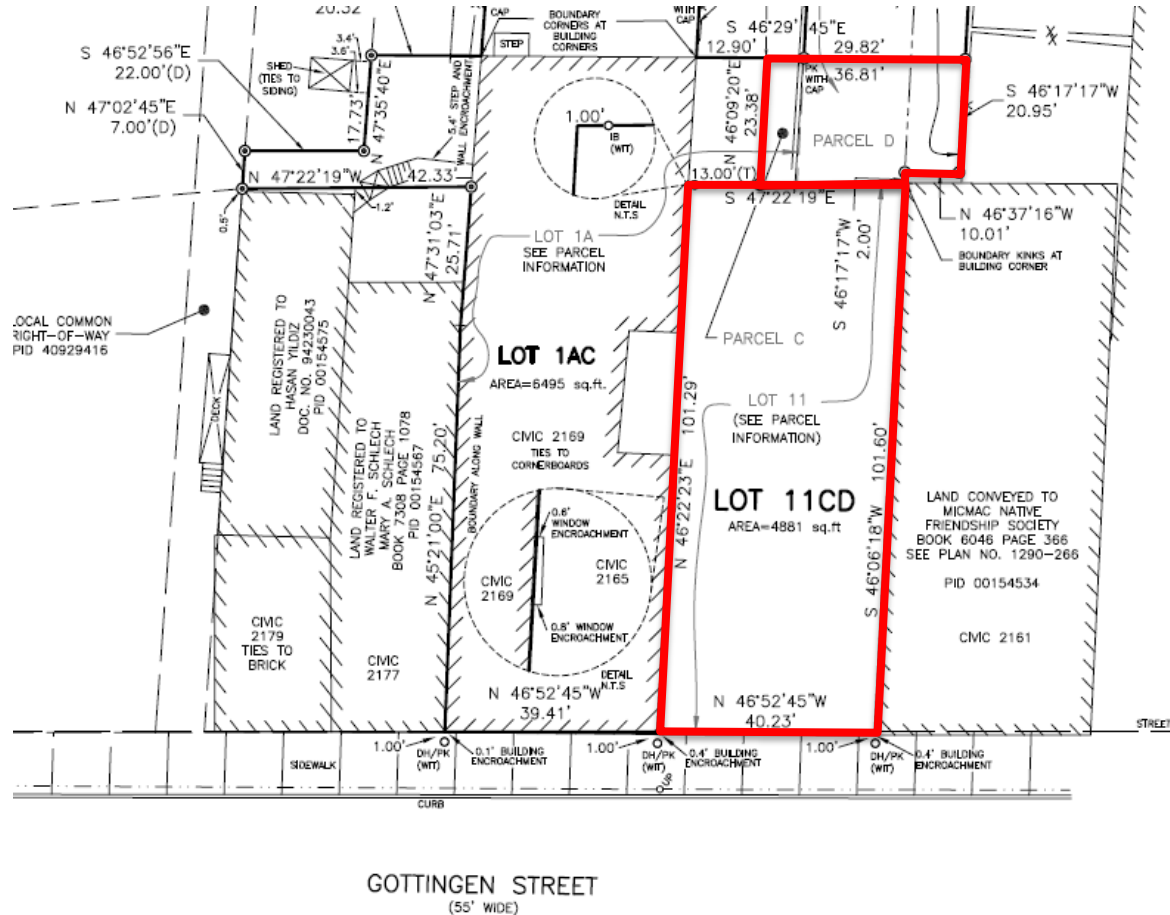 20.32'
S 46°52'56"E
22.00'(D)
N 47°02'45"E
7.00'(D)
SHED
(TIES TO
SIDING)
3.4'
3.6'
17.73'
N 47°35'40"E
CAP
STEP
5.4' STEP AND
WALL ENCROACHMENT
BOUNDARY
CORNERS AT
BUILDING
CORNERS
WITH
CAP
S 46°29'45"E
12.90'
29.82'
36.81'
PK
WITH
CAP
N 46°09'20"E
23.38'
S 46°17'17"W
20.95'
PARCEL D
1.00'
IB
(WIT)
DETAIL
N.T.S
13.00'(T)
S 47°22'19"E
N 47°22'19"W
42.33'
1.2'
0.5'
N 47°31'03"E
25.71'
LOT 1A
SEE PARCEL
INFORMATION
S 46°17'17"W
2.00'
N 46°37'16"W
10.01'
BOUNDARY KINKS AT
BUILDING CORNER
LOCAL COMMON
RIGHT-OF-WAY
PID 40929416
LAND REGISTERED TO
HASAN YILDIZ
DOC. NO. 94230043
PID 00154575
DECK
LAND REGISTERED TO
WALTER F. SCHLECH
MARY A. SCHLECH
BOOK 7308 PAGE 1078
PID 00154567
N 45°21'00"E 75.20'
BOUNDARY ALONG WALL
LOT 1AC
AREA=6495 sq.ft.
CIVIC 2169
TIES TO
CORNERBOARDS
PARCEL C
LOT 11
(SEE PARCEL
INFORMATION)
N 46°22'23"E 101.29'
LOT 11CD
AREA=4881 sq.ft
S 46°06'18"W 101.60'
LAND CONVEYED TO
MICMAC NATIVE
FRIENDSHIP SOCIETY
BOOK 6046 PAGE 366
SEE PLAN NO. 1290-266
PID 00154534
CIVIC 2161
0.6'
WINDOW
ENCROACHMENT
CIVIC
2169
CIVIC
2165
0.8' WINDOW
ENCROACHMENT
DETAIL
N.T.S
CIVIC
2179
TIES TO
BRICK
CIVIC
2177
N 46°52'45"W
39.41'
N 46°52'45"W
40.23'
STREET
1.00'
DH/PK
(WIT)
0.1' BUILDING
ENCROACHMENT
1.00'
DH/PK
(WIT)
0.4' BUILDING
ENCROACHMENT
1.00'
DH/PK
(WIT)
0.4' BUILDING
ENCROACHMENT
SIDEWALK
UP
CURB
GOTTINGEN STREET
(55' WIDE)